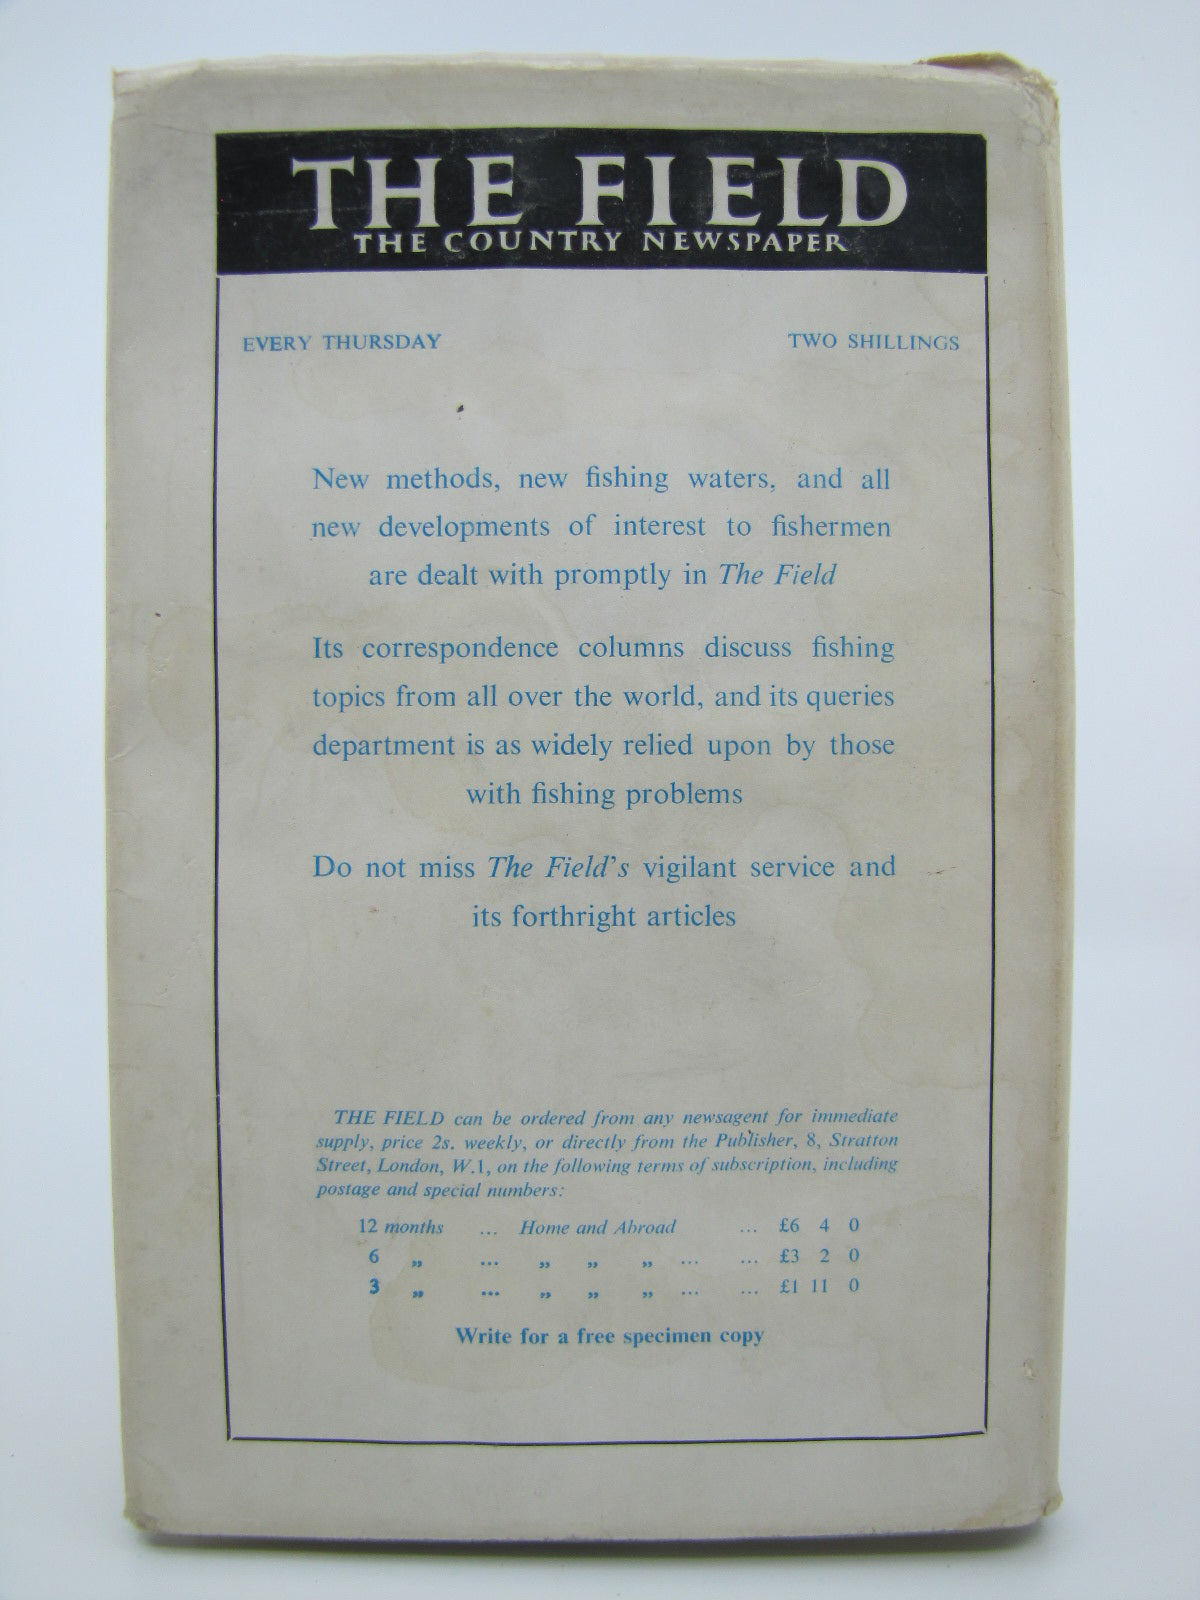 THE FIELD
THE COUNTRY NEWSPAPER
EVERY THURSDAY TWO SHILLINGS
New methods, new fishing waters, and all
new developments of interest to fishermen
are dealt with promptly in The Field
Its correspondence columns discuss fishing
topics from all over the world, and its queries
department is as widely relied upon by those
with fishing problems
Do not miss The Field's vigilant service and
its forthright articles
THE FIELD can be ordered from any newsagent for immediate
supply, price 2s. weekly, or directly from the Publisher, 8, Stratton
Street, London, W.1, on the following terms of subscription, including
postage and special numbers:
12 months ... Home and Abroad ... £6 4 0
6 „ ... „ „ „ ... ... £3 2 0
3 „ ... „ „ „ ... ... £1 11 0
Write for a free specimen copy